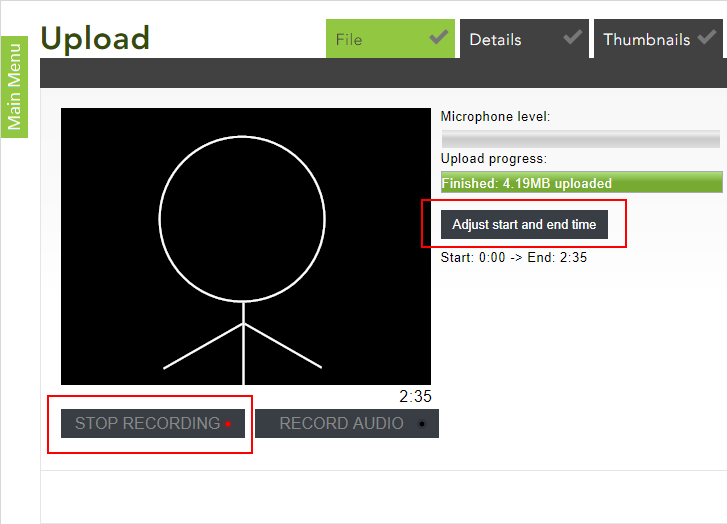 Upload
File
Details
Thumbnails
Main Menu
Microphone level:
Upload progress:
Finished: 4.19MB uploaded
Adjust start and end time
Start: 0:00 -> End: 2:35
2:35
STOP RECORDING
RECORD AUDIO